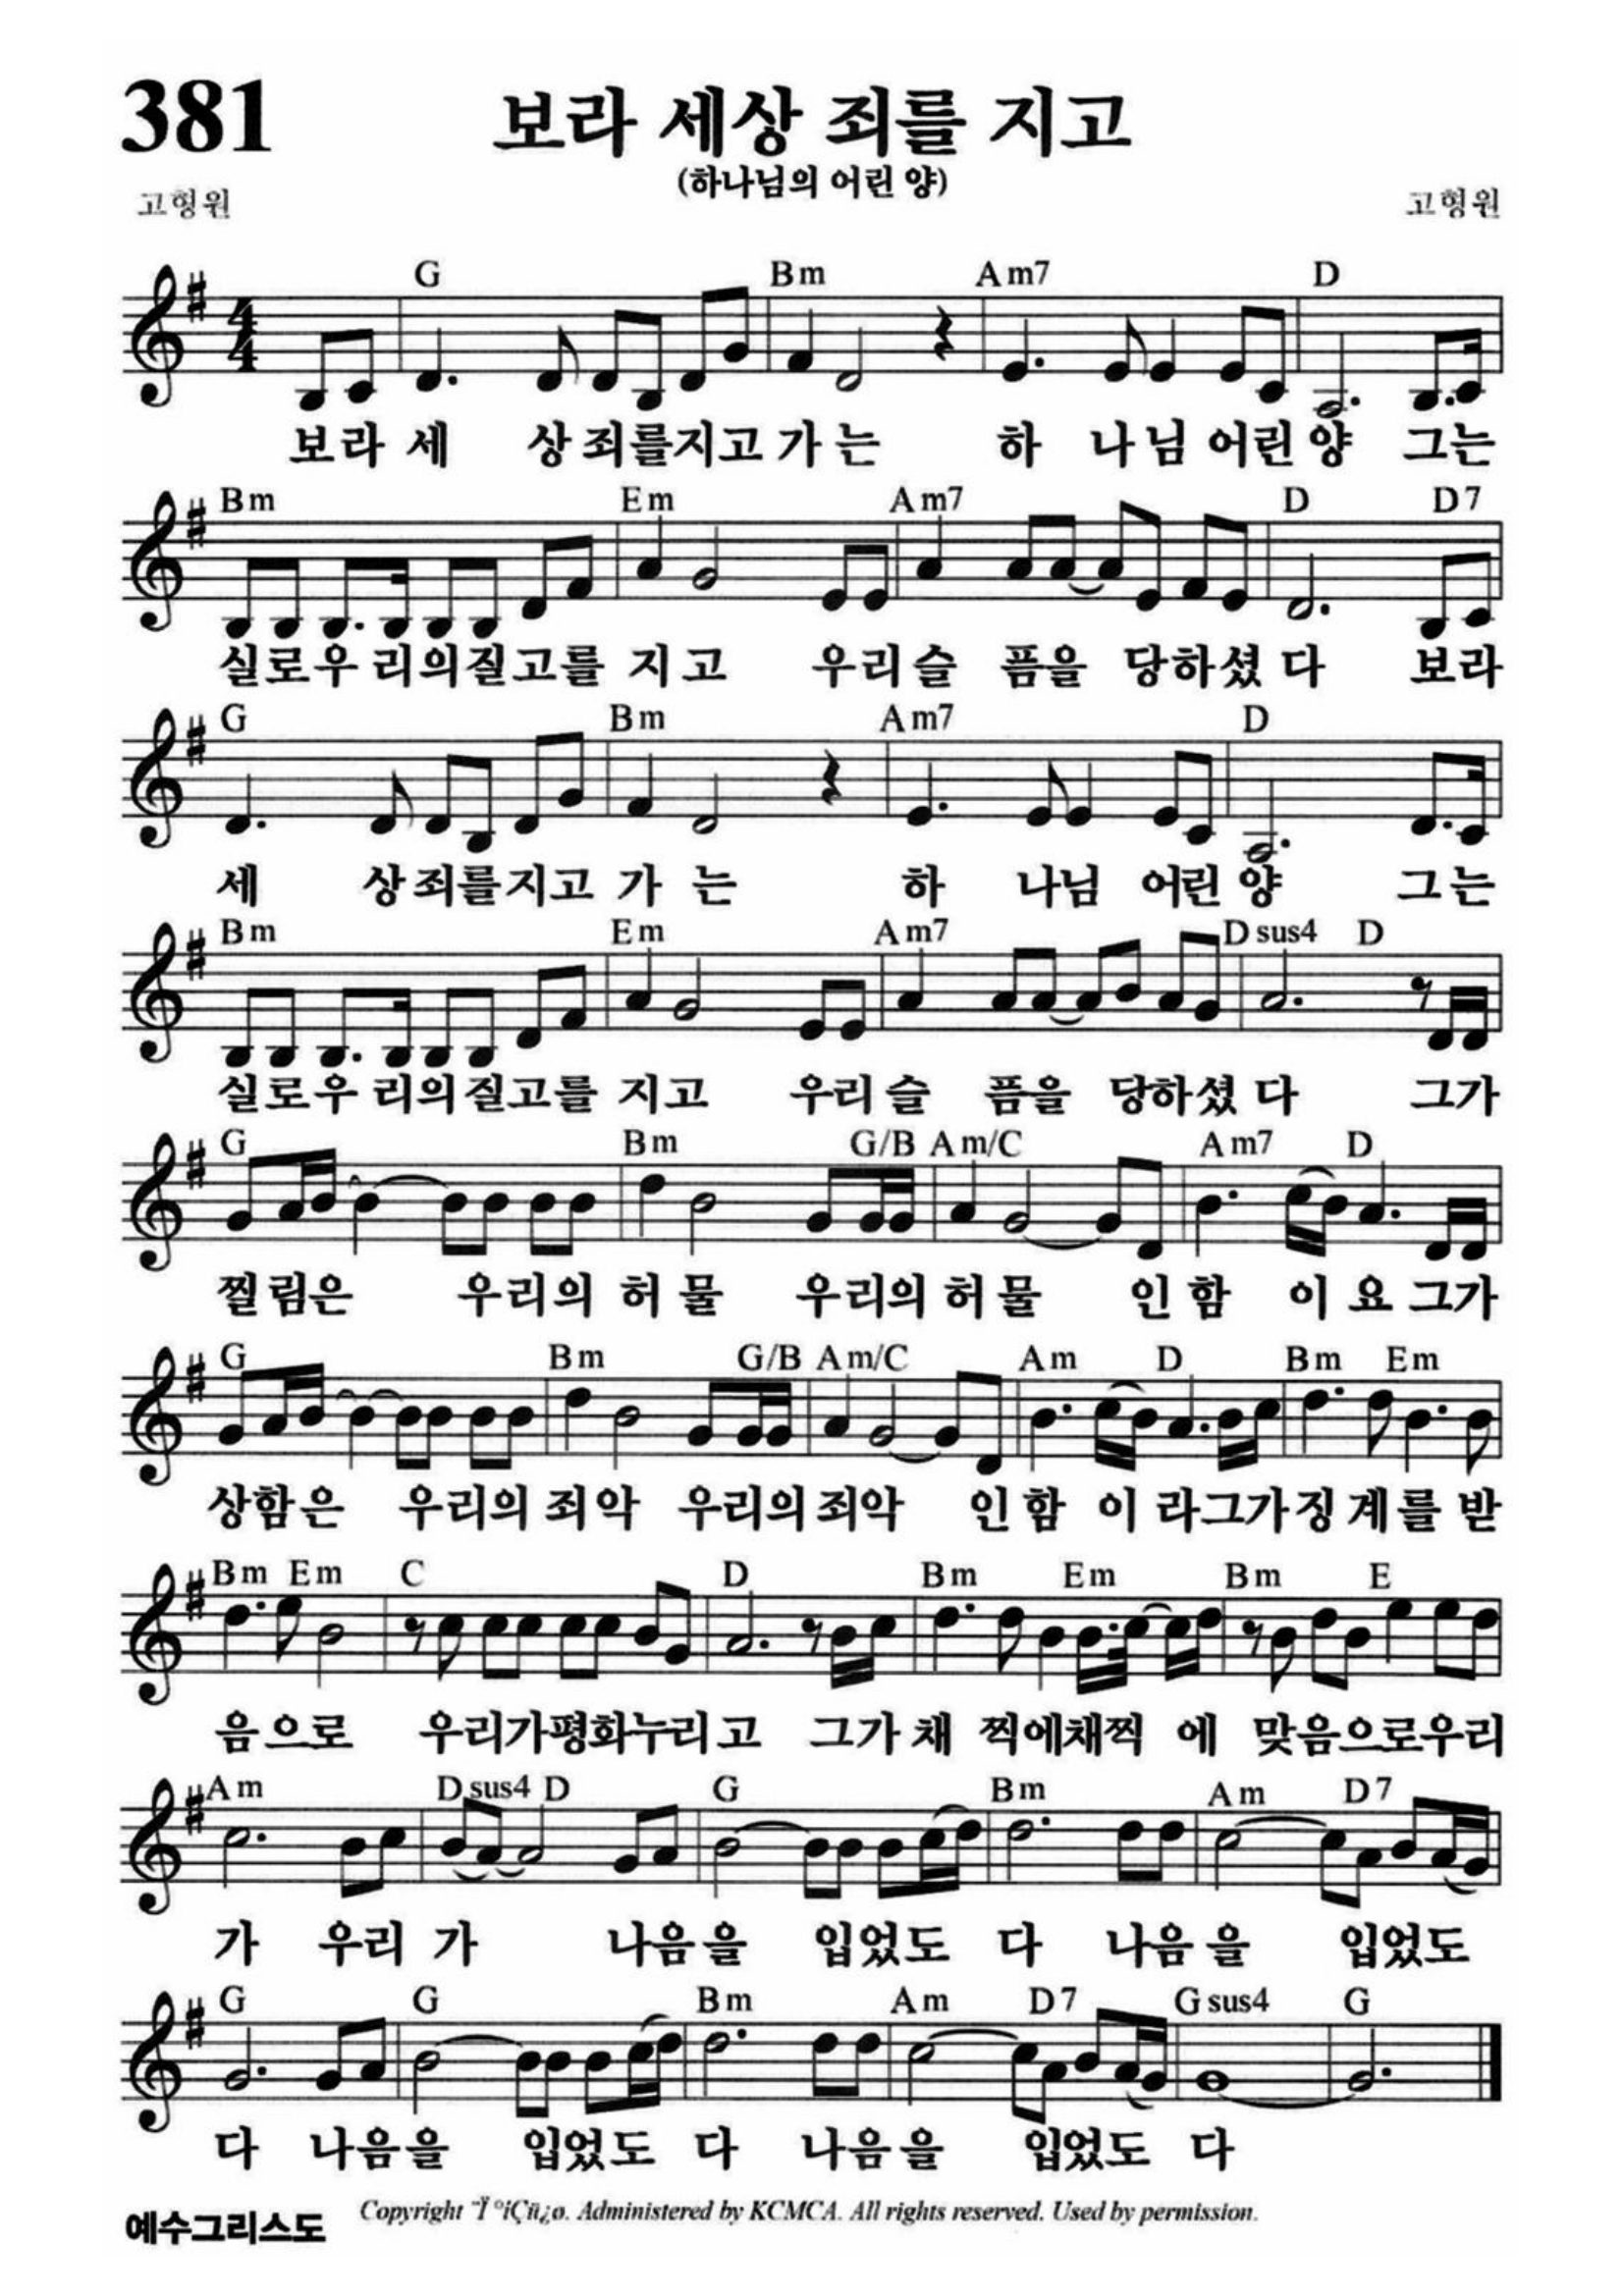 381
보라 세상 죄를 지고
(하나님의 어린 양)
고형원 고형원
G Bm Am7 D
보라 세 상 죄를지고 가 는 하 나님 어린 양 그는
Bm Em Am7 D D7
실로우 리의질고를 지고 우리슬 픔을 당하셨 다 보라
G Bm Am7 D
세 상죄를지고 가 는 하 나님 어린 양 그는
Bm Em Am7 Dsus4 D
실로우 리의질고를 지고 우리슬 픔을 당하셨 다 그가
G Bm G/B Am/C Am7 D
찔림은 우리의 허물 우리의 허물 인함 이요 그가
G Bm G/B Am/C Am D Bm Em
상함은 우리의 죄악 우리의 죄악 인함 이 라그가징 계를 받
Bm Em C D Bm Em Bm E
음으로 우리가평화누리고 그가 채 찍에채찍 에 맞음으로우리
Am Dsus4 D G Bm Am D7
가 우리 가 나음을 입었도 다 나음을 입었도
G G Bm Am D7 Gsus4 G
다 나음을 입었도 다 나음을 입었도 다
예수그리스도 Copyright ¨Ï °íÇü¿ø. Administered by KCMCA. All rights reserved. Used by permission.